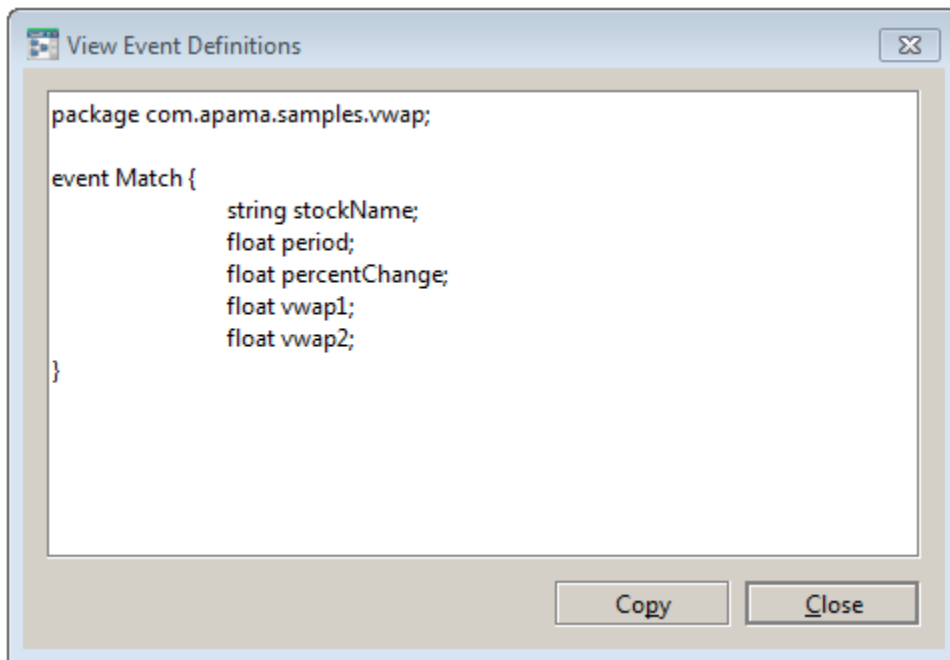 View Event Definitions
package com.apama.samples.vwap;
event Match {
string stockName;
float period;
float percentChange;
float vwap1;
float vwap2;
}
Copy
Close